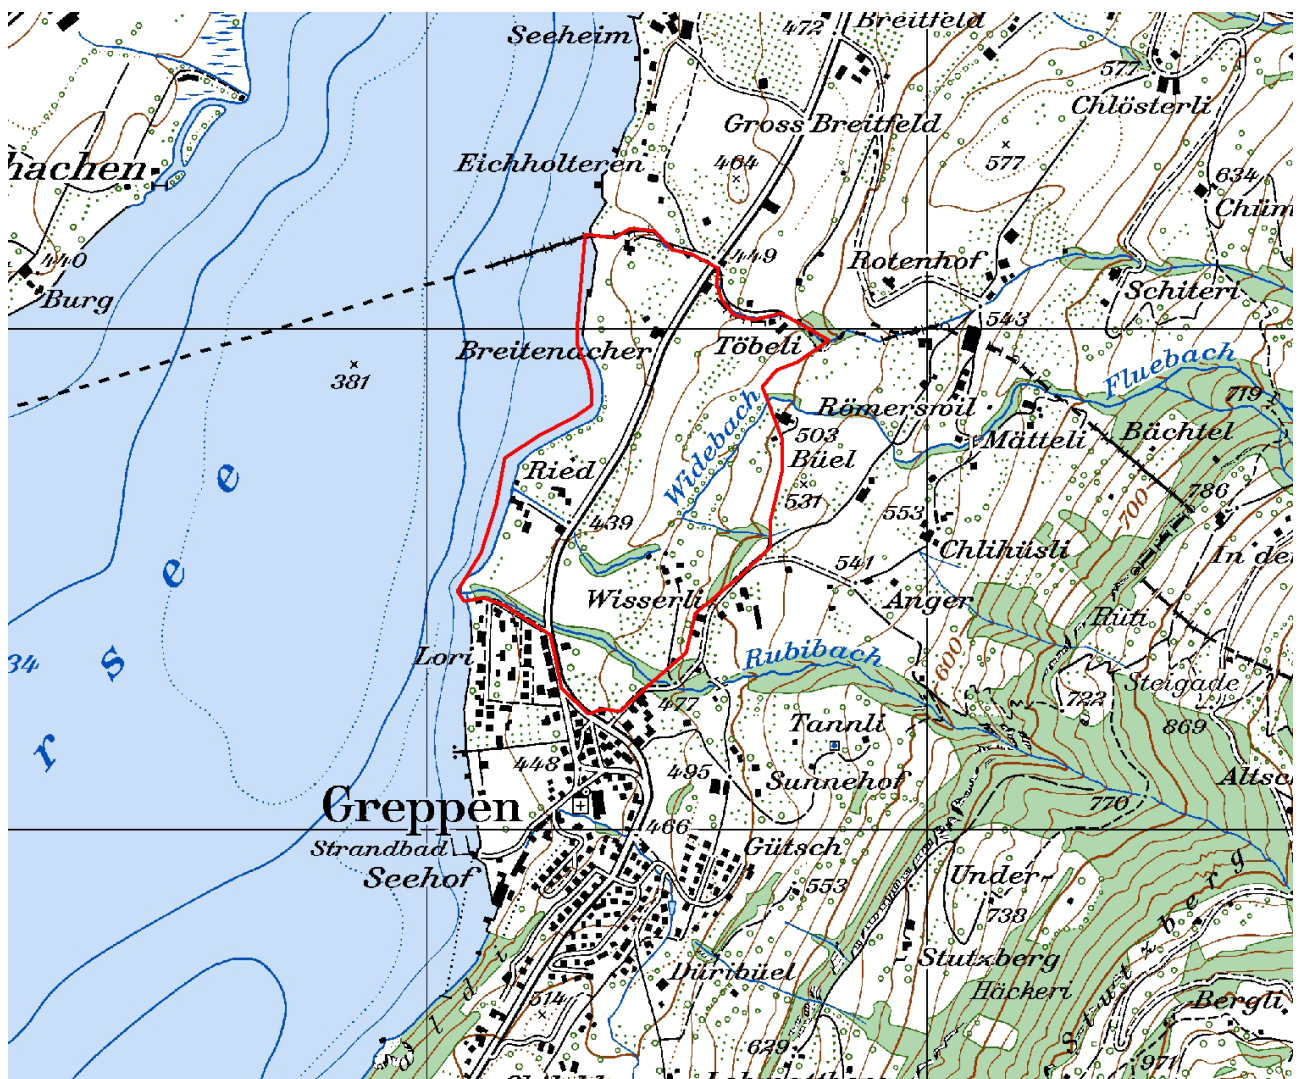 Seeheim
472
Breitfeld
577
Chlösterli
Gross Breitfeld
577
hachen
Eichholteren
464
634
Chüm
440
Burg
449
Rotenhof
Schiteri
543
Breitenacher
Töbeli
381
Fluebach
719
Widebach
Römerswil
503
Mätteli
Bächtel
Ried
Büel
531
786
700
439
553
Chlihüsli
In de
541
Wisserli
Anger
Rüti
s e e
34
r
Lori
Rubibach
600
Steigade
477
722
869
Tannli
448
495
Sunnehof
Altsc
770
Greppen
466
Strandbad
Gütsch
Seehof
553
Under-
738
Stutzberg
Stutzberg
Düribüel
Häckeri
Bergli
514
629
971